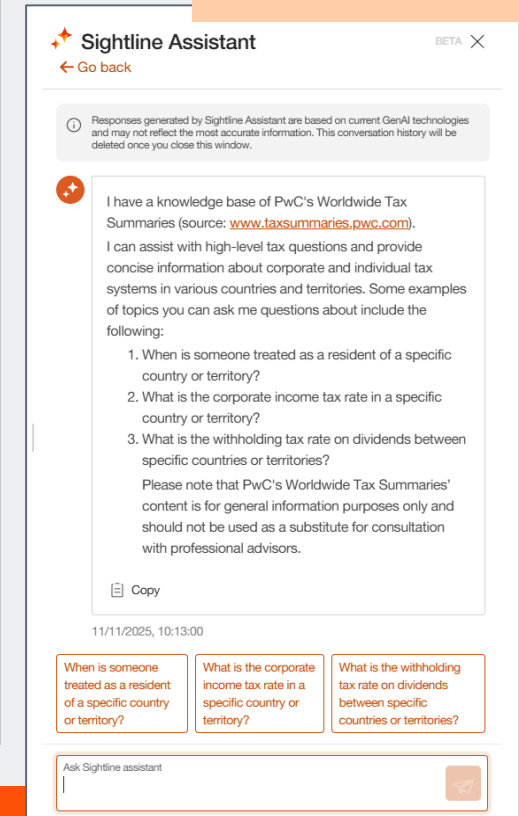 Sightline Assistant
BETA
Go back
Responses generated by Sightline Assistant are based on current GenAI technologies
and may not reflect the most accurate information. This conversation history will be
deleted once you close this window.
I have a knowledge base of PwC's Worldwide Tax
Summaries (source: www.taxsummaries.pwc.com).
I can assist with high-level tax questions and provide
concise information about corporate and individual tax
systems in various countries and territories. Some examples
of topics you can ask me questions about include the
following:
1. When is someone treated as a resident of a specific
country or territory?
2. What is the corporate income tax rate in a specific
country or territory?
3. What is the withholding tax rate on dividends between
specific countries or territories?
Please note that PwC's Worldwide Tax Summaries'
content is for general information purposes only and
should not be used as a substitute for consultation
with professional advisors.
Copy
11/11/2025, 10:13:00
When is someone
treated as a resident
of a specific country
or territory?
What is the corporate
income tax rate in a
specific country or
territory?
What is the withholding
tax rate on dividends
between specific
countries or territories?
Ask Sightline assistant